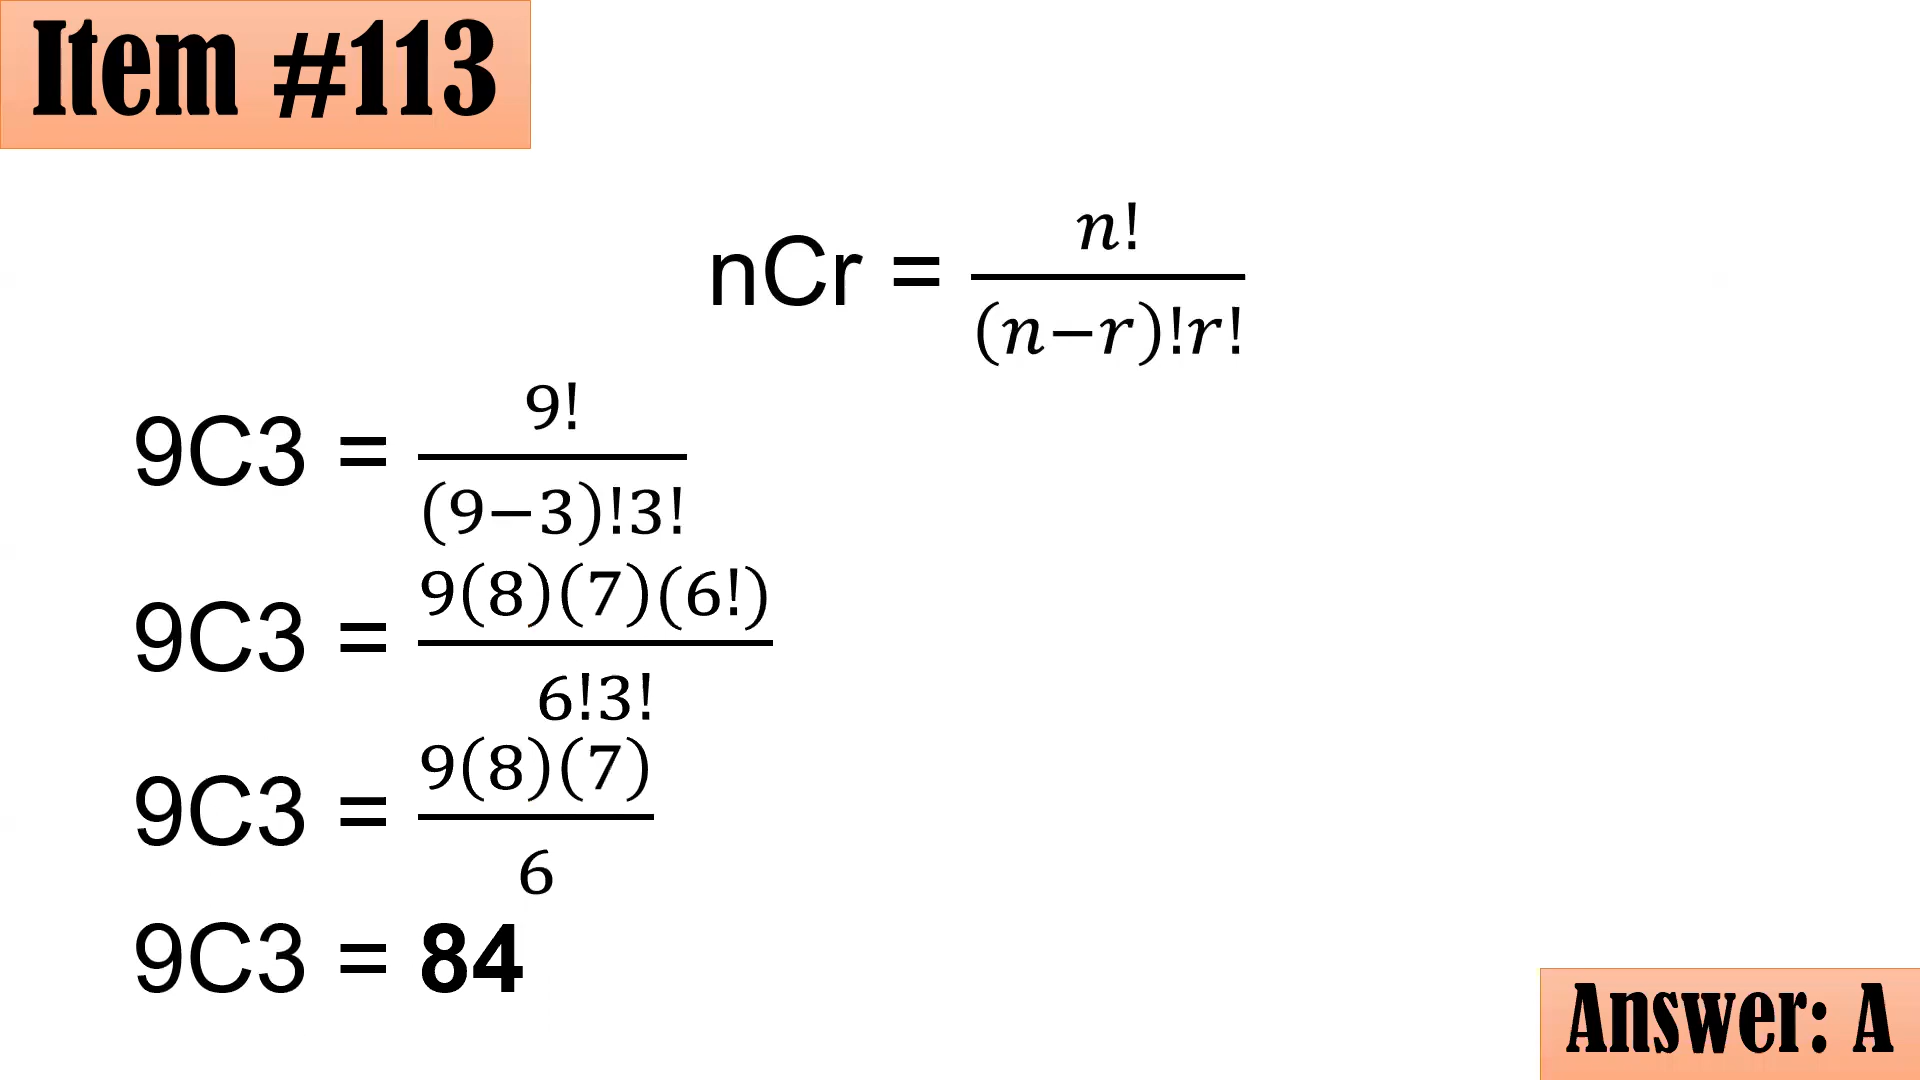 Item #113
nCr = n!/(n−r)!r!
9C3 = 9!/(9−3)!3!
9C3 = 9(8)(7)(6!)/6!3!
9C3 = 9(8)(7)/6
9C3 = 84
Answer: A